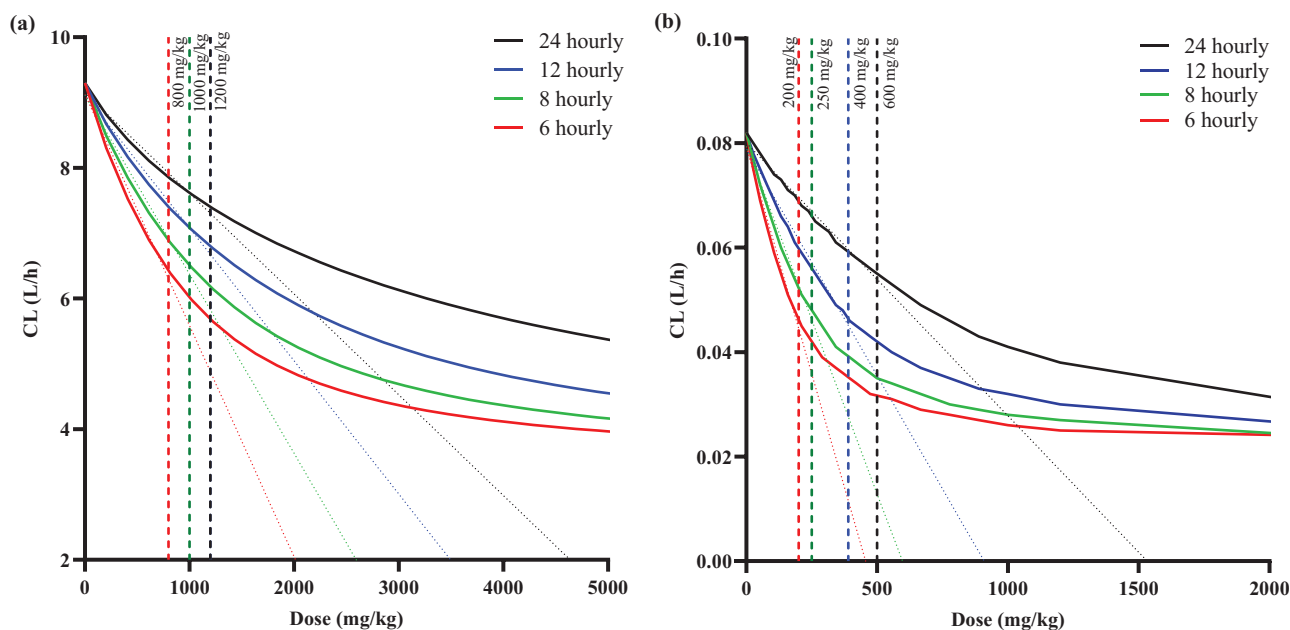 (a)
10
8
6
4
2
CL (L/h)
800 mg/kg
1000 mg/kg
1200 mg/kg
24 hourly
12 hourly
8 hourly
6 hourly
0
1000
2000
3000
4000
5000
Dose (mg/kg)
(b)
0.10
0.08
0.06
0.04
0.02
0.00
CL (L/h)
200 mg/kg
250 mg/kg
400 mg/kg
600 mg/kg
24 hourly
12 hourly
8 hourly
6 hourly
0
500
1000
1500
2000
Dose (mg/kg)